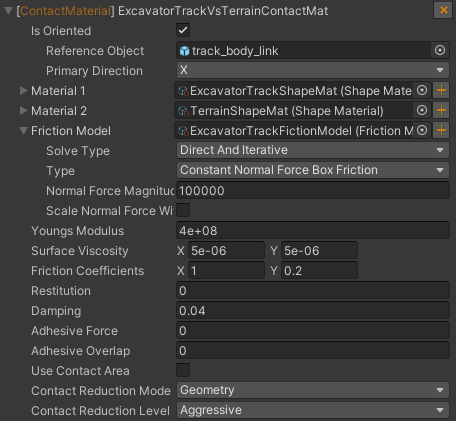 [ContactMaterial] ExcavatorTrackVsTerrainContactMat
Is Oriented
Reference Object track_body_link
Primary Direction X
Material 1 ExcavatorTrackShapeMat (Shape Mate
Material 2 TerrainShapeMat (Shape Material)
Friction Model ExcavatorTrackFictionModel (Friction M
Solve Type Direct And Iterative
Type Constant Normal Force Box Friction
Normal Force Magnitud 100000
Scale Normal Force Wi
Youngs Modulus 4e+08
Surface Viscosity X 5e-06 Y 5e-06
Friction Coefficients X 1 Y 0.2
Restitution 0
Damping 0.04
Adhesive Force 0
Adhesive Overlap 0
Use Contact Area
Contact Reduction Mode Geometry
Contact Reduction Level Aggressive